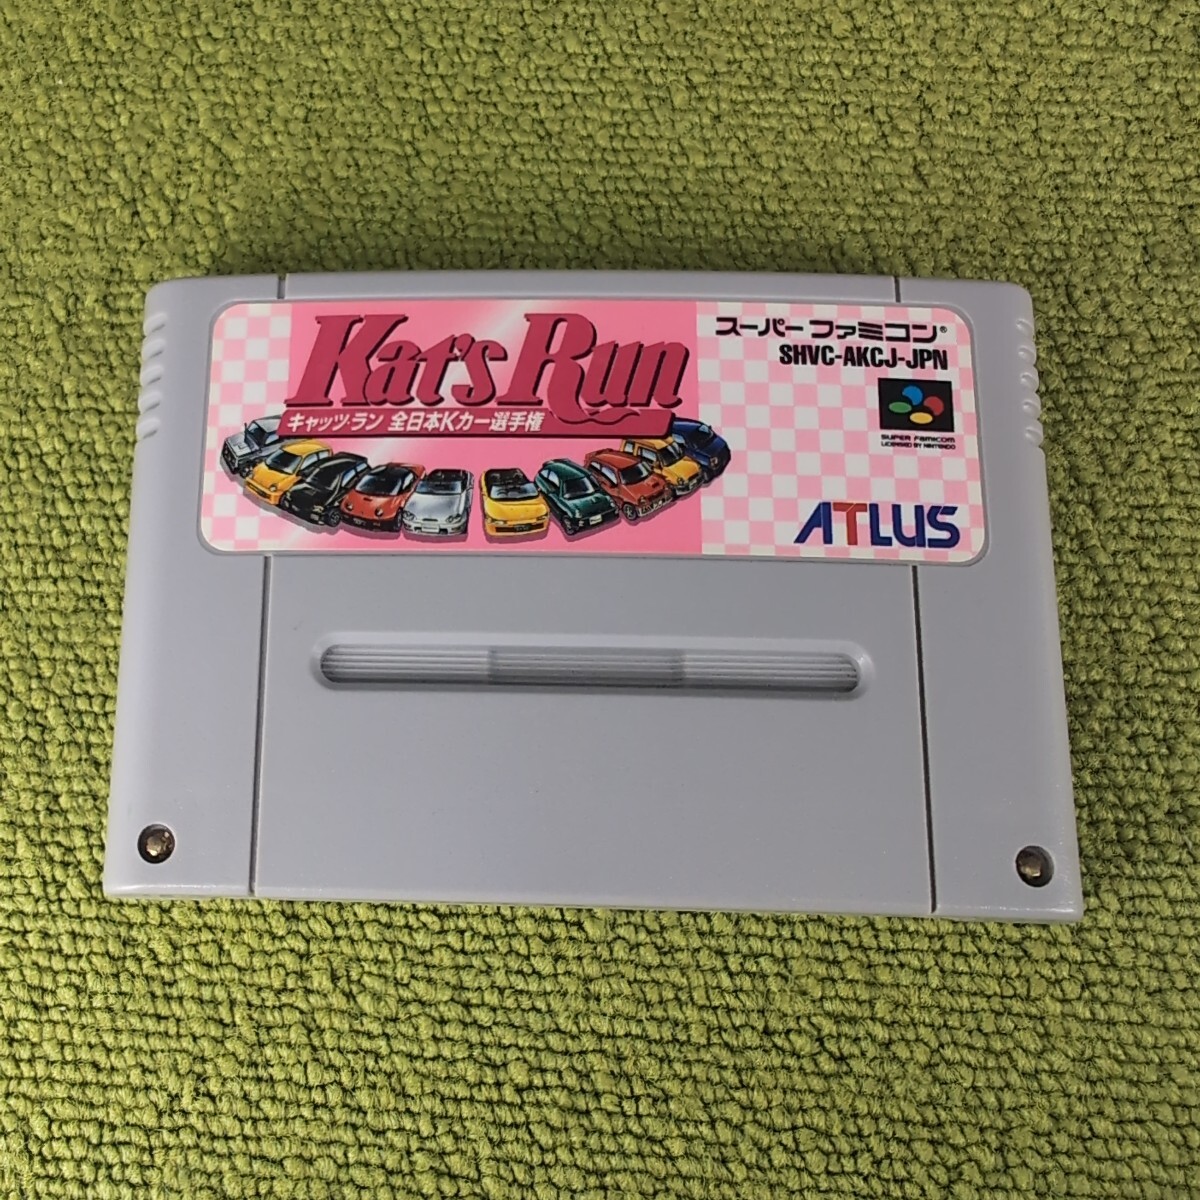 Kat's Run
キャッツ・ラン 全日本Kカー選手権
スーパーファミコン®
SHVC-AKCJ-JPN
SUPER FAMICOM
LICENSED BY NINTENDO
ATLUS